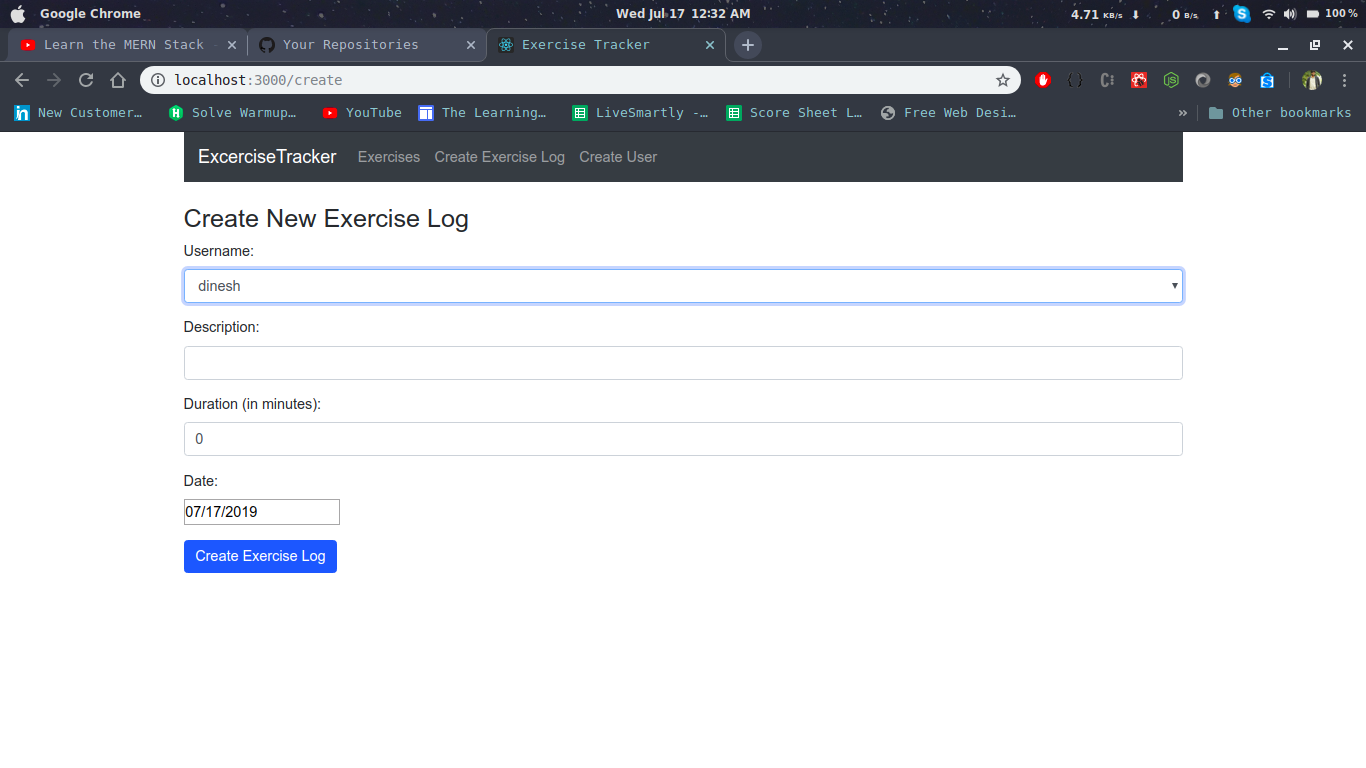 Google Chrome Wed Jul 17 12:32 AM 4.71 KB/s ⬇ 0 B/s ⬆ 100 %
Learn the MERN Stack - Your Repositories Exercise Tracker
localhost:3000/create
New Customer… Solve Warmup… YouTube The Learning… LiveSmartly -… Score Sheet L… Free Web Desi… » Other bookmarks
ExcerciseTracker Exercises Create Exercise Log Create User
Create New Exercise Log
Username:
dinesh
Description:
Duration (in minutes):
0
Date:
07/17/2019
Create Exercise Log